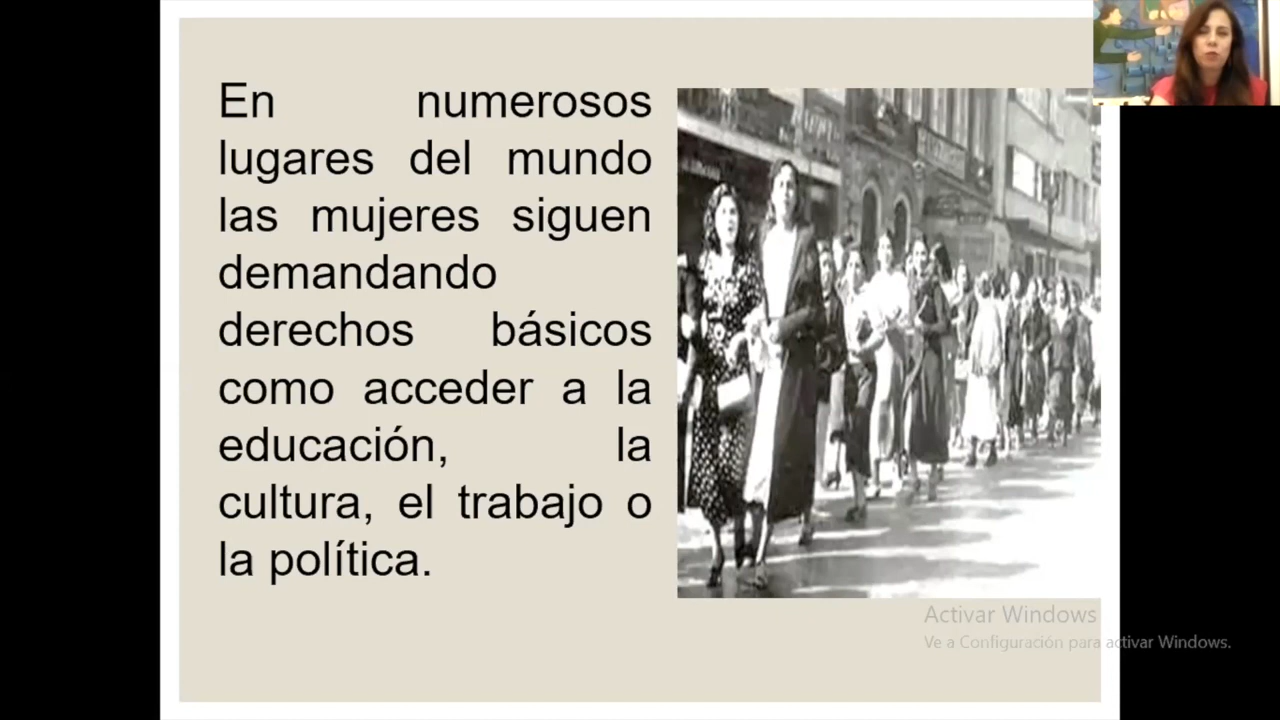 En numerosos
lugares del mundo
las mujeres siguen
demandando
derechos básicos
como acceder a la
educación, la
cultura, el trabajo o
la política.
Activar Windows
Ve a Configuración para activar Windows.